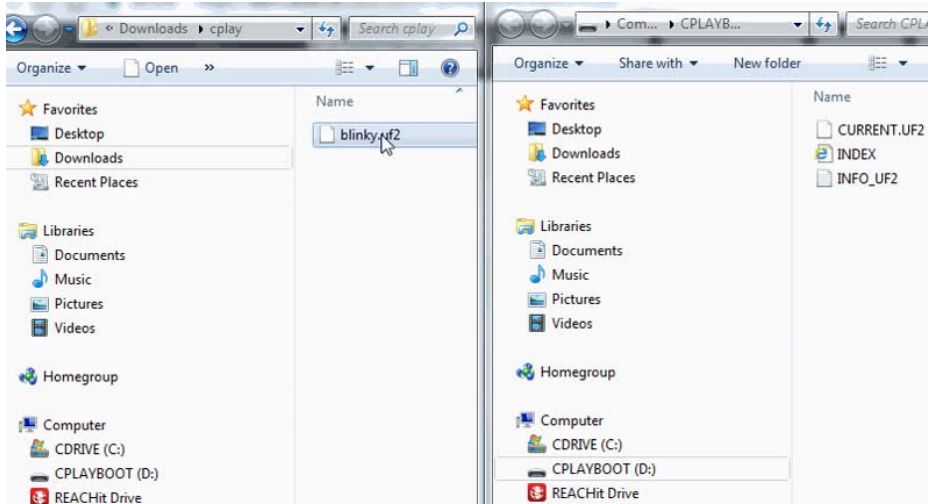 « Downloads ▸ cplay
Search cplay
Organize ▼
Open
»
Favorites
Desktop
Downloads
Recent Places
Libraries
Documents
Music
Pictures
Videos
Homegroup
Computer
CDRIVE (C:)
CPLAYBOOT (D:)
REACHit Drive
Name
blinky.uf2
▸ Com... ▸ CPLAYB...
Search CPLA
Organize ▼
Share with ▼
New folder
Favorites
Desktop
Downloads
Recent Places
Libraries
Documents
Music
Pictures
Videos
Homegroup
Computer
CDRIVE (C:)
CPLAYBOOT (D:)
REACHit Drive
Name
CURRENT.UF2
INDEX
INFO_UF2